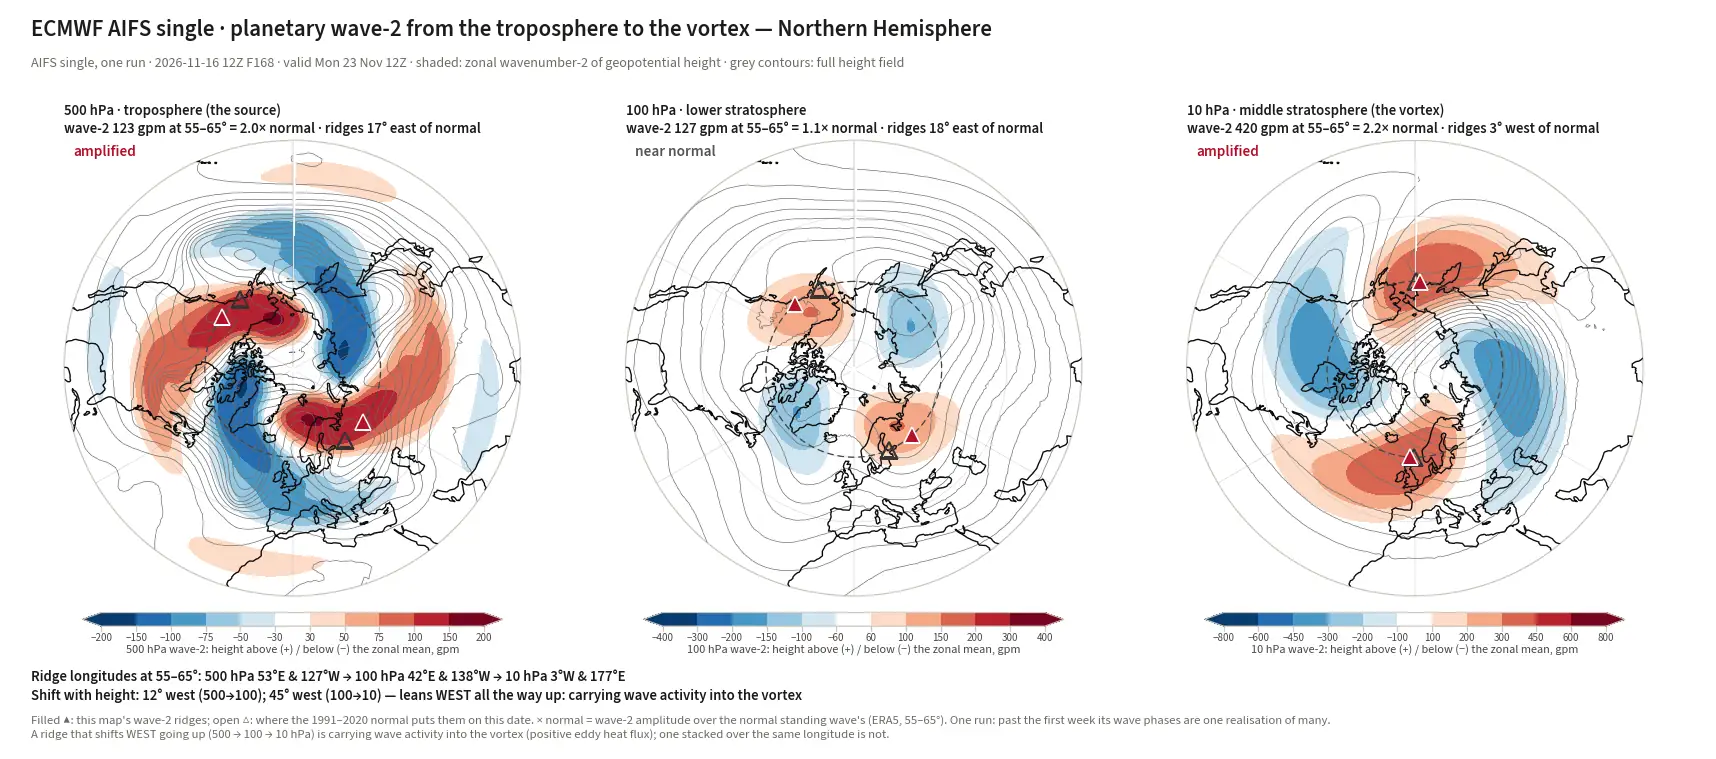 ECMWF AIFS single · planetary wave-2 from the troposphere to the vortex — Northern Hemisphere
AIFS single, one run · 2026-11-16 12Z F168 · valid Mon 23 Nov 12Z · shaded: zonal wavenumber-2 of geopotential height · grey contours: full height field
500 hPa · troposphere (the source)
wave-2 123 gpm at 55–65° = 2.0× normal · ridges 17° east of normal
amplified
100 hPa · lower stratosphere
wave-2 127 gpm at 55–65° = 1.1× normal · ridges 18° east of normal
near normal
10 hPa · middle stratosphere (the vortex)
wave-2 420 gpm at 55–65° = 2.2× normal · ridges 3° west of normal
amplified
−200 −150 −100 −75 −50 −30 30 50 75 100 150 200
500 hPa wave-2: height above (+) / below (−) the zonal mean, gpm
−400 −300 −200 −150 −100 −60 60 100 150 200 300 400
100 hPa wave-2: height above (+) / below (−) the zonal mean, gpm
−800 −600 −450 −300 −200 −100 100 200 300 450 600 800
10 hPa wave-2: height above (+) / below (−) the zonal mean, gpm
Ridge longitudes at 55–65°: 500 hPa 53°E & 127°W → 100 hPa 42°E & 138°W → 10 hPa 3°W & 177°E
Shift with height: 12° west (500→100); 45° west (100→10) — leans WEST all the way up: carrying wave activity into the vortex
Filled ▲: this map's wave-2 ridges; open △: where the 1991–2020 normal puts them on this date. × normal = wave-2 amplitude over the normal standing wave's (ERA5, 55–65°). One run: past the first week its wave phases are one realisation of many.
A ridge that shifts WEST going up (500 → 100 → 10 hPa) is carrying wave activity into the vortex (positive eddy heat flux); one stacked over the same longitude is not.